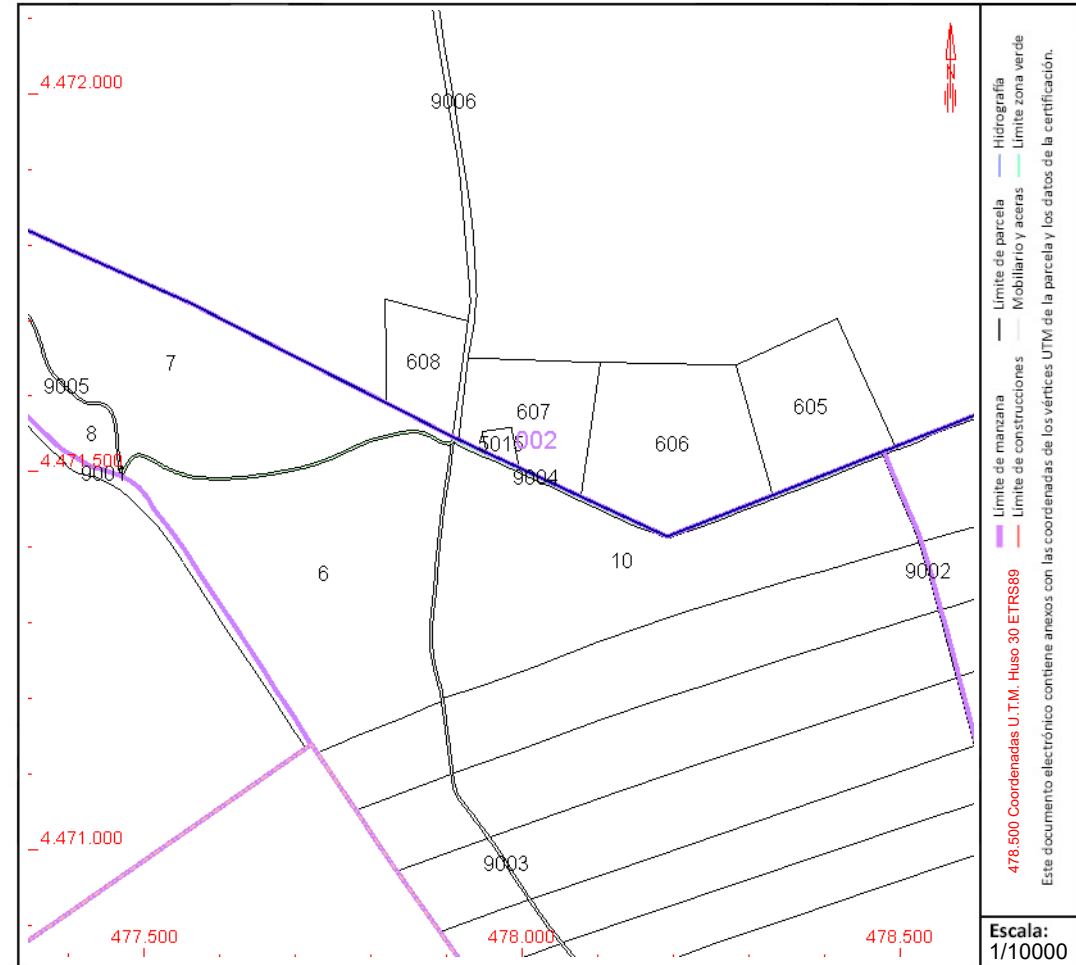 4.472.000
9006
N
7
608
9005
607
605
8
5015
002
606
4.471.500
9001
9004
6
10
9002
4.471.000
9003
477.500
478.000
478.500
478.500 Coordenadas U.T.M. Huso 30 ETRS89
Límite de manzana
Límite de parcela
Hidrografía
Límite de construcciones
Mobiliario y aceras
Límite zona verde
Este documento electrónico contiene anexos con las coordenadas de los vértices UTM de la parcela y los datos de la certificación.
Escala:
1/10000